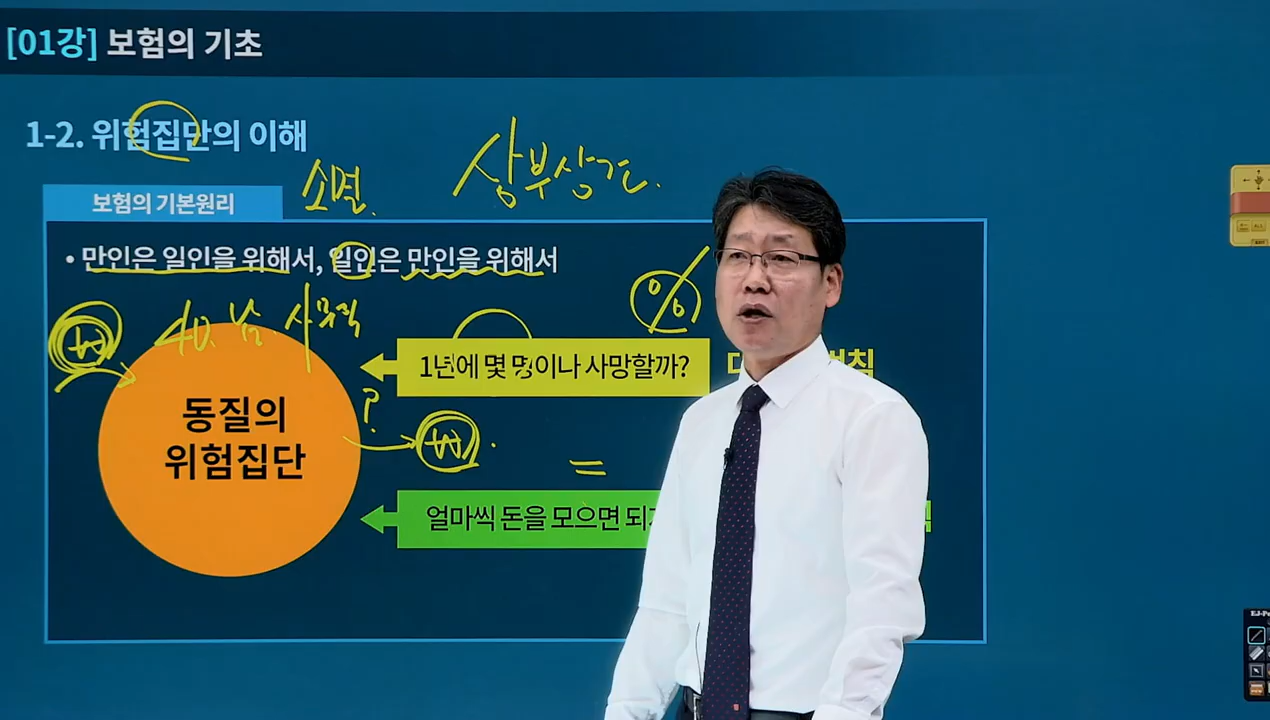 [01강] 보험의 기초
1-2. 위험집단의 이해
소멸.
상부상조.
보험의 기본원리
• 만인은 일인을 위해서, 일인은 만인을 위해서
%
40. 남. 사무직
₩
1년에 몇 명이나 사망할까?
?
동질의
위험집단
₩
=
얼마씩 돈을 모으면 되